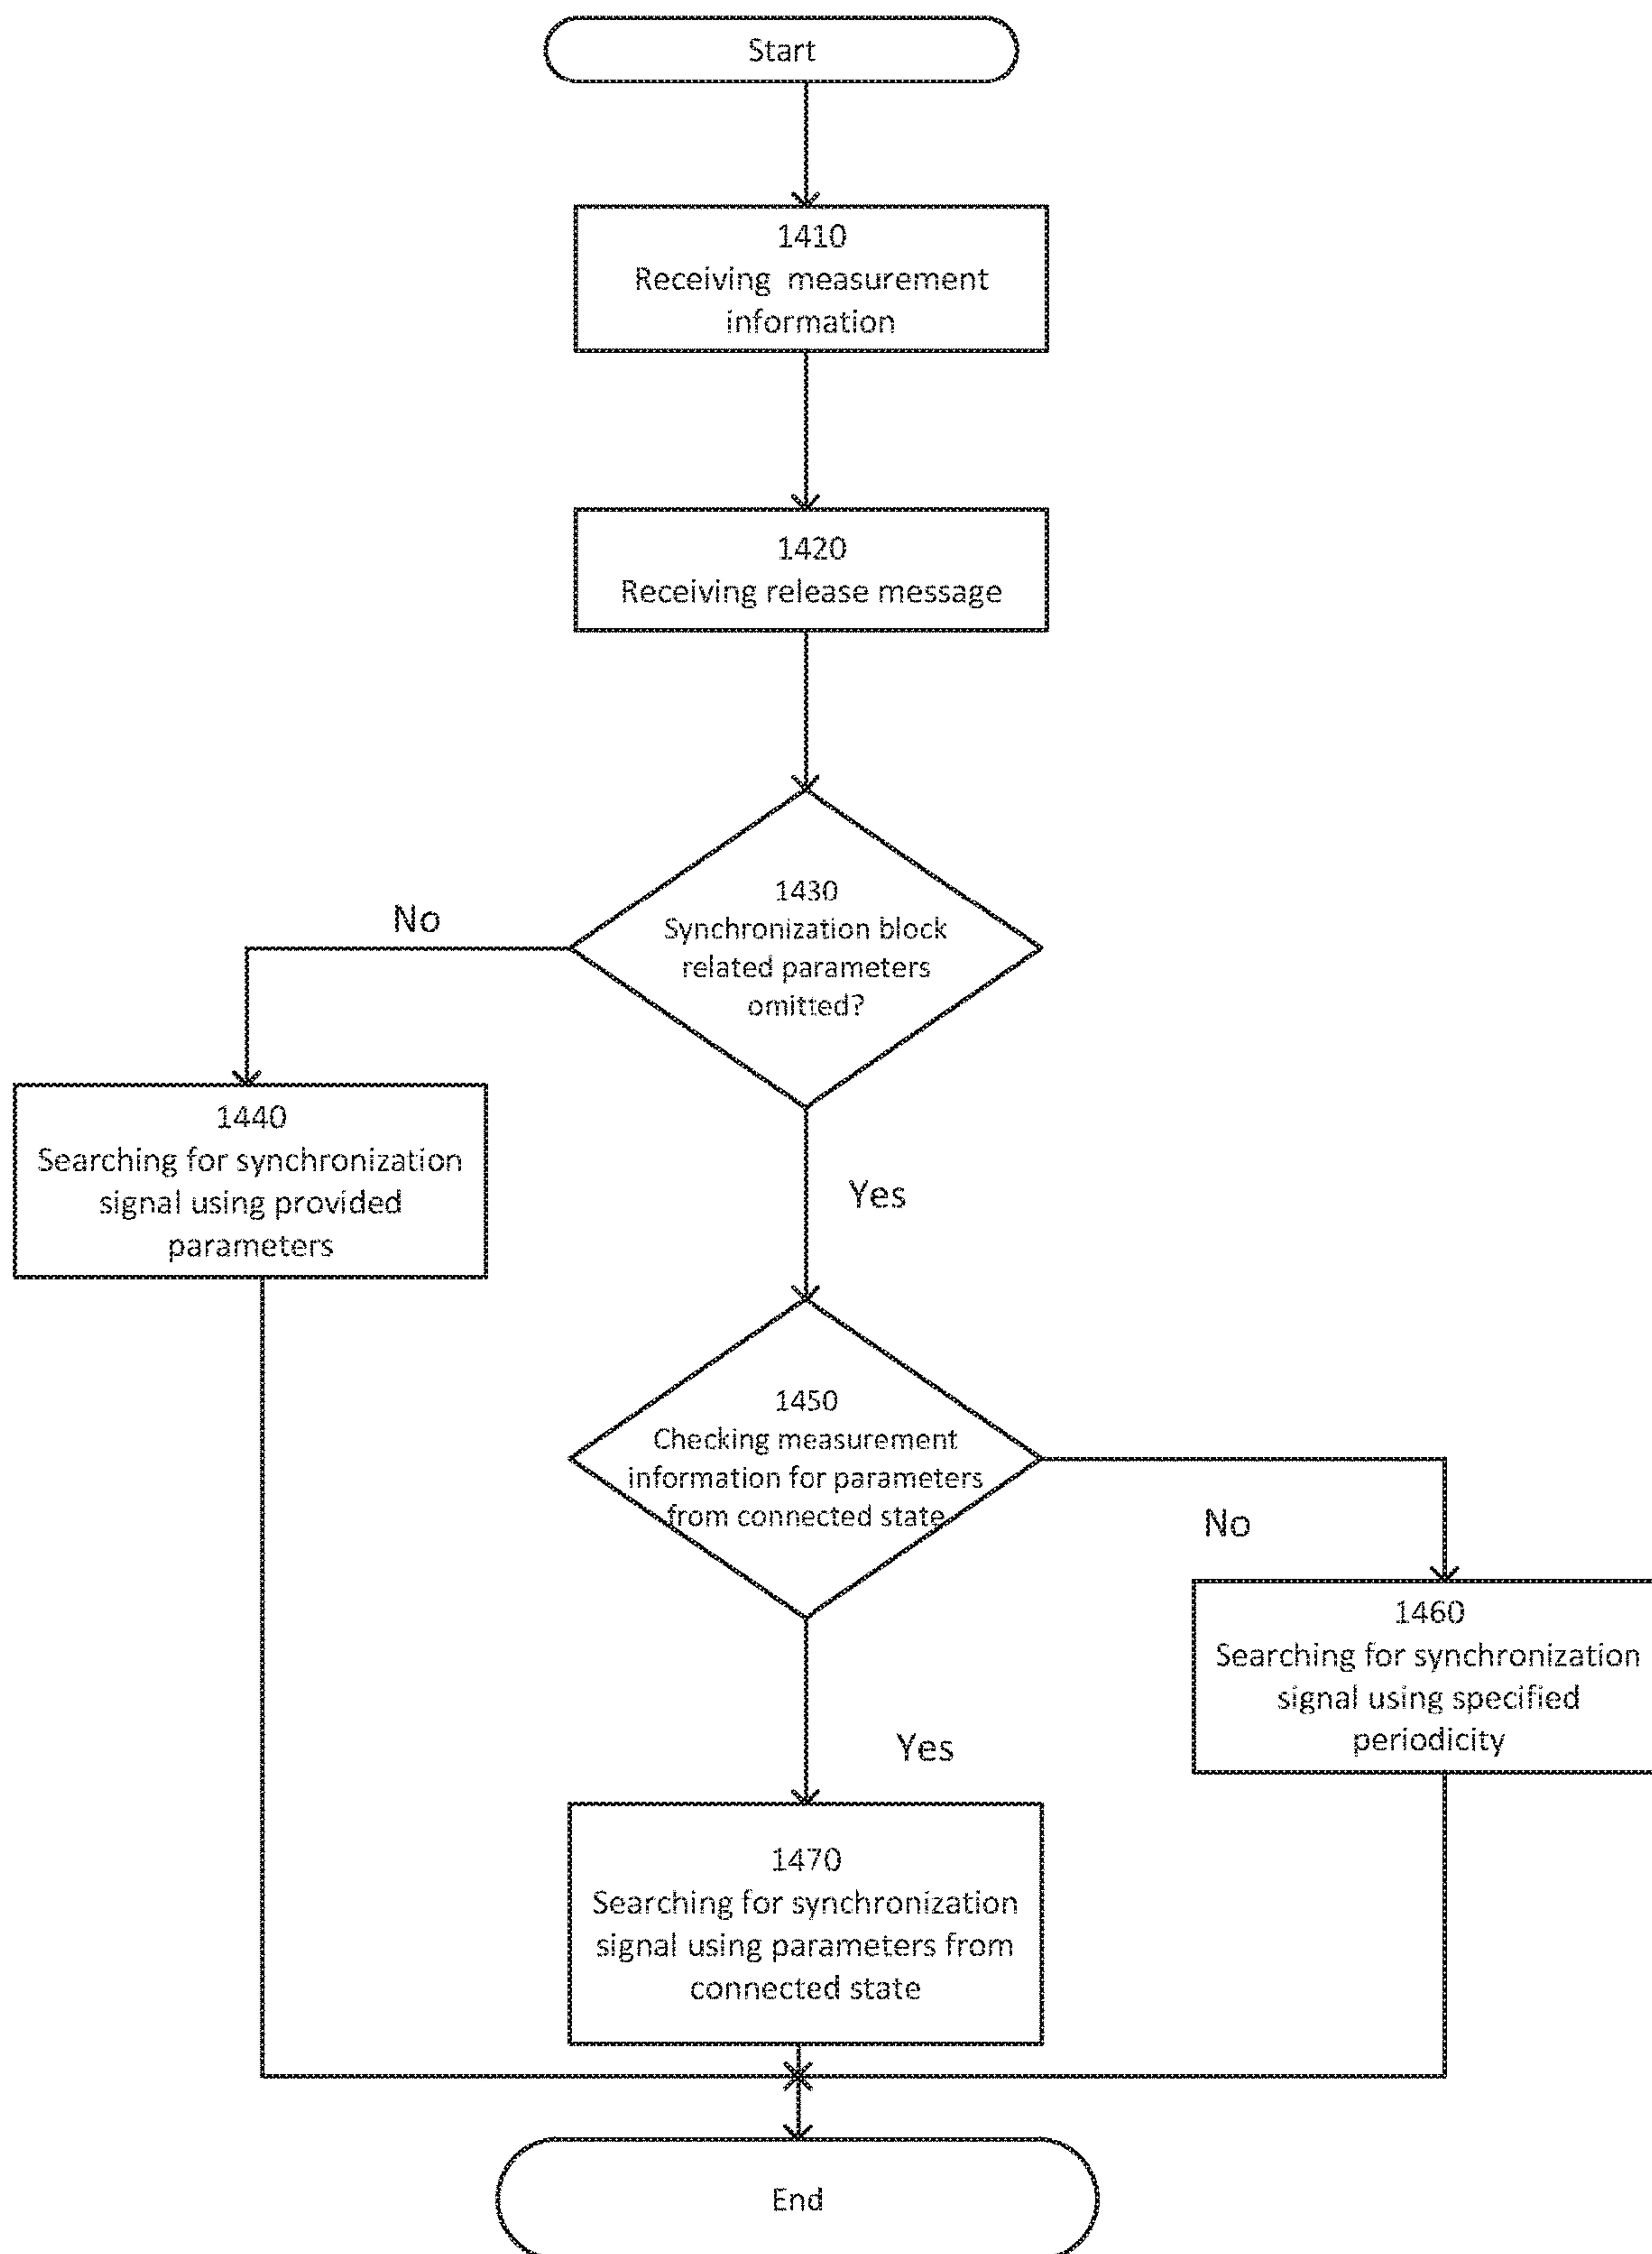 Start
1410
Receiving measurement
information
1420
Receiving release message
1430
Synchronization block
related parameters
omitted?
No
1440
Searching for synchronization
signal using provided
parameters
Yes
1450
Checking measurement
information for parameters
from connected state
No
1460
Searching for synchronization
signal using specified
periodicity
Yes
1470
Searching for synchronization
signal using parameters from
connected state
End